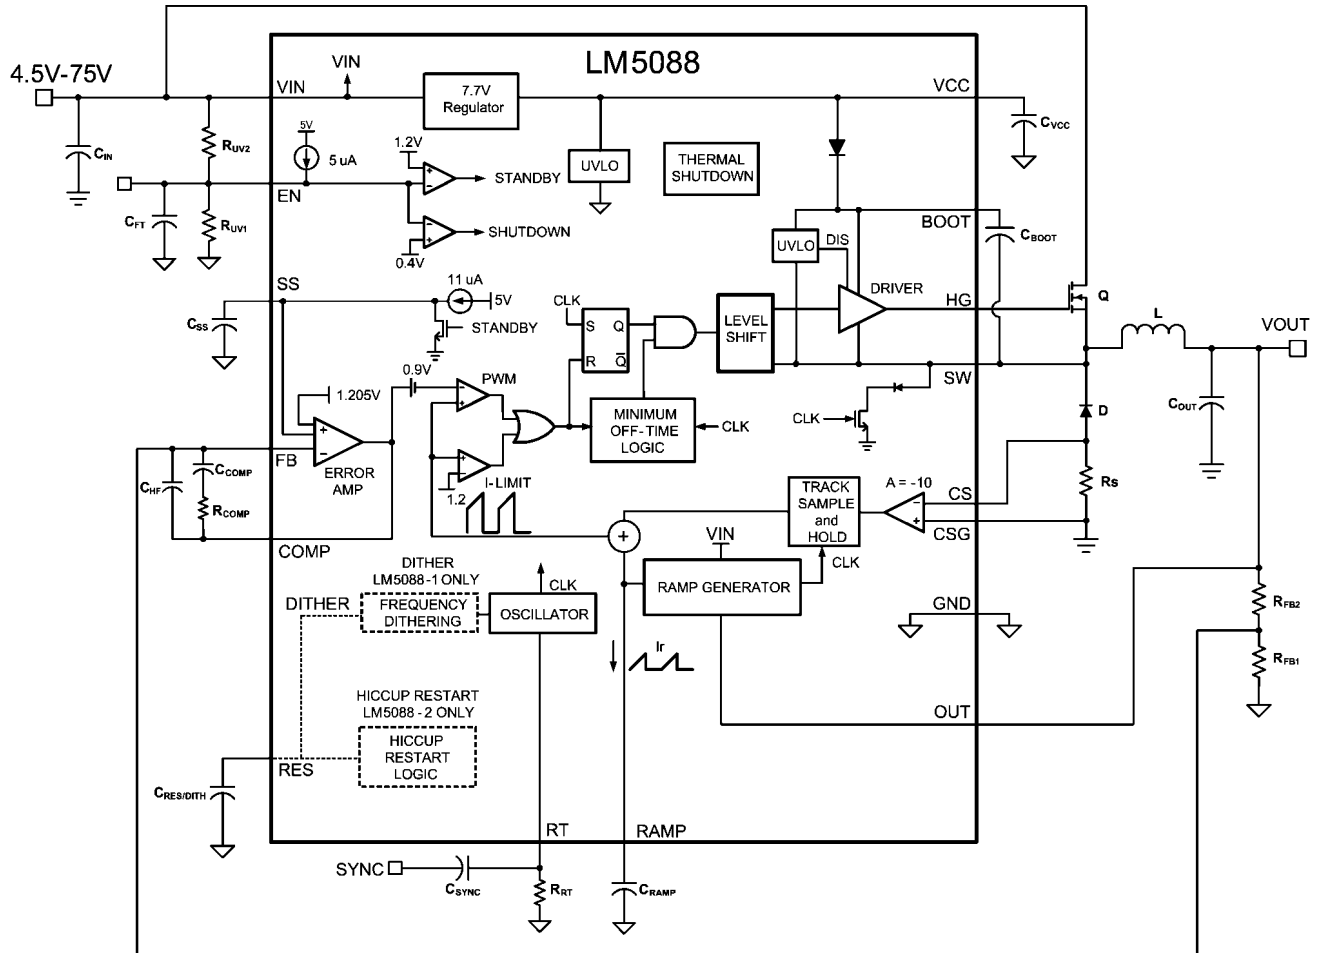 LM5088
4.5V-75V
VIN
VIN
7.7V
Regulator
VCC
CVCC
CIN
RUV2
5V
5 uA
1.2V
STANDBY
UVLO
THERMAL
SHUTDOWN
EN
CFT
RUV1
SHUTDOWN
0.4V
BOOT
CBOOT
UVLO
DIS
DRIVER
SS
11 uA
5V
STANDBY
CSS
CLK
S
Q
R
Q
LEVEL
SHIFT
HG
Q
L
VOUT
SW
0.9V
PWM
1.205V
MINIMUM
OFF-TIME
LOGIC
CLK
CLK
D
COUT
FB
ERROR
AMP
CHF
CCOMP
RCOMP
COMP
1.2
I-LIMIT
TRACK
SAMPLE
and
HOLD
A = -10
CS
CSG
RS
CLK
VIN
RAMP GENERATOR
DITHER
LM5088-1 ONLY
DITHER
FREQUENCY
DITHERING
CLK
OSCILLATOR
GND
RFB2
RFB1
Ir
HICCUP RESTART
LM5088-2 ONLY
HICCUP
RESTART
LOGIC
OUT
RES
CRES/DITH
RT
RAMP
SYNC
CSYNC
RRT
CRAMP